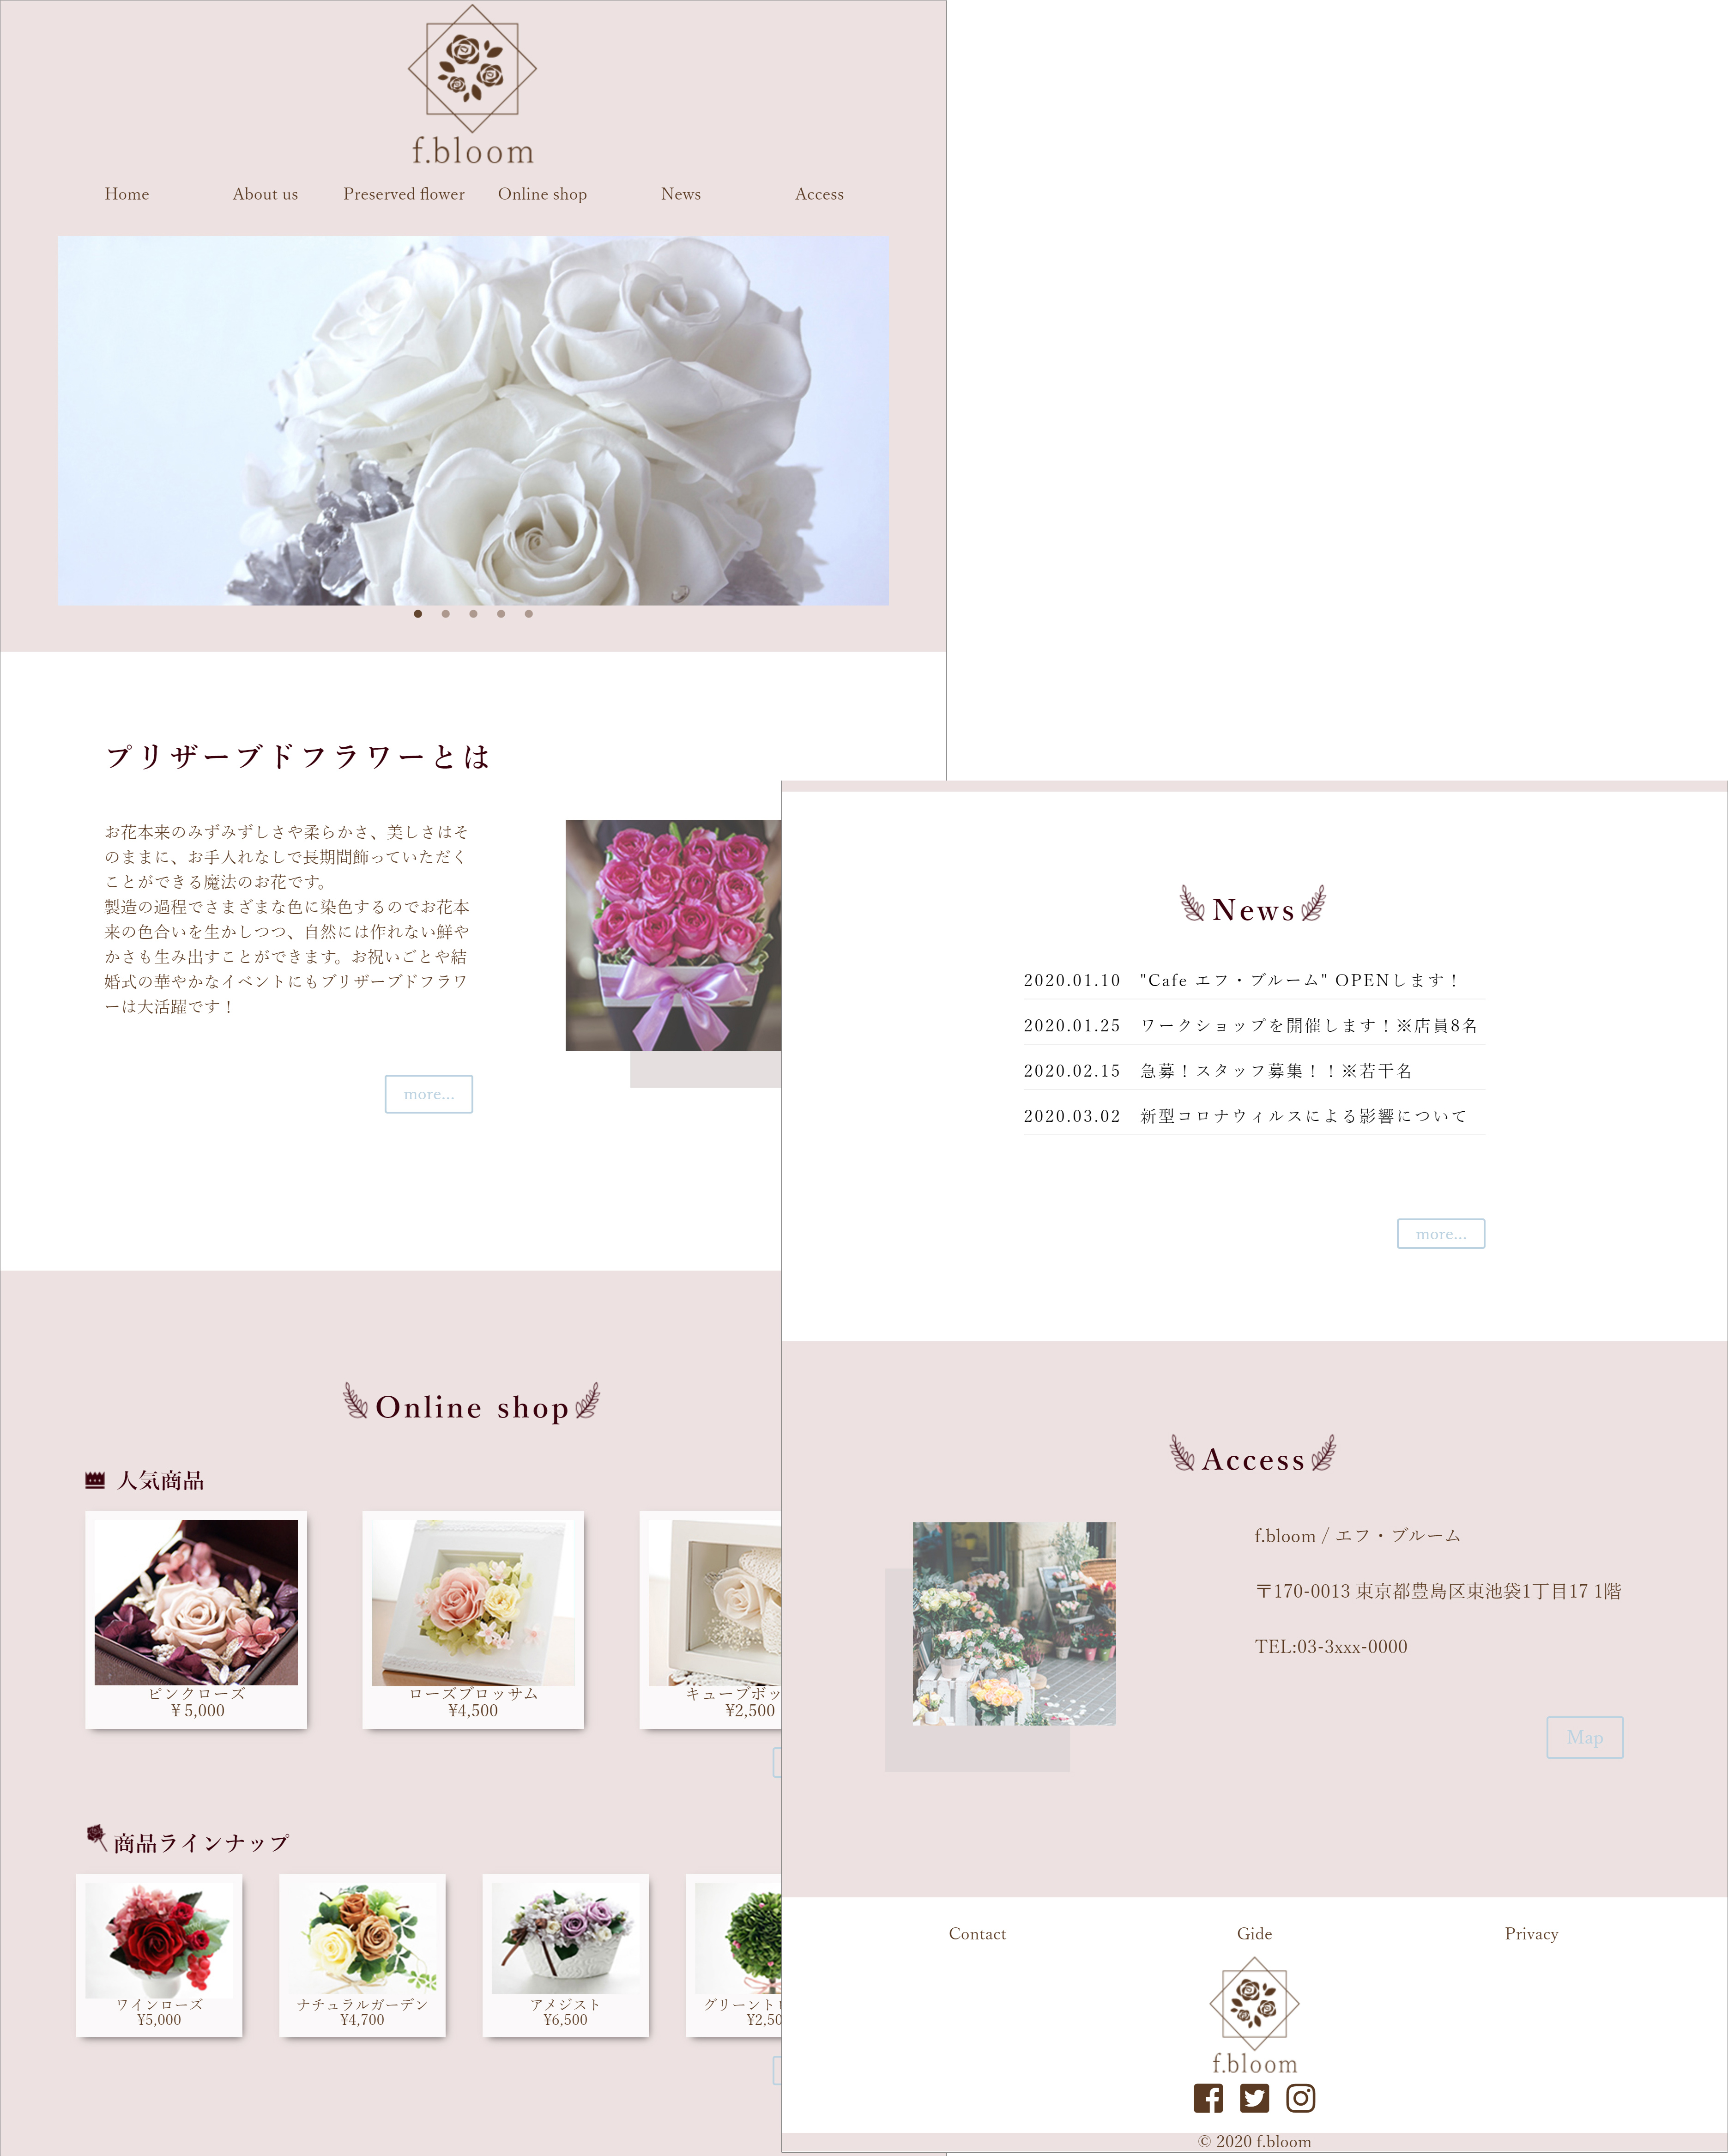 f.bloom
Home
About us
Preserved flower
Online shop
News
Access
プリザーブドフラワーとは
お花本来のみずみずしさや柔らかさ、美しさはそ
のままに、お手入れなしで長期間飾っていただく
ことができる魔法のお花です。
製造の過程でさまざまな色に染色するのでお花本
来の色合いを生かしつつ、自然には作れない鮮や
かさも生み出すことができます。お祝いごとや結
婚式の華やかなイベントにもブリザーブドフラワ
ーは大活躍です！
more...
Online shop
人気商品
ピンクローズ
¥ 5,000
ローズブロッサム
¥4,500
キューブボッ
¥2,500
商品ラインナップ
ワインローズ
¥5,000
ナチュラルガーデン
¥4,700
アメジスト
¥6,500
グリーント
¥2,50
News
2020.01.10 "Cafe エフ・ブルーム" OPENします！
2020.01.25 ワークショップを開催します！※店員8名
2020.02.15 急募！スタッフ募集！！※若干名
2020.03.02 新型コロナウィルスによる影響について
more...
Access
f.bloom / エフ・ブルーム
〒170-0013 東京都豊島区東池袋1丁目17 1階
TEL:03-3xxx-0000
Map
Contact
Gide
Privacy
f.bloom
© 2020 f.bloom